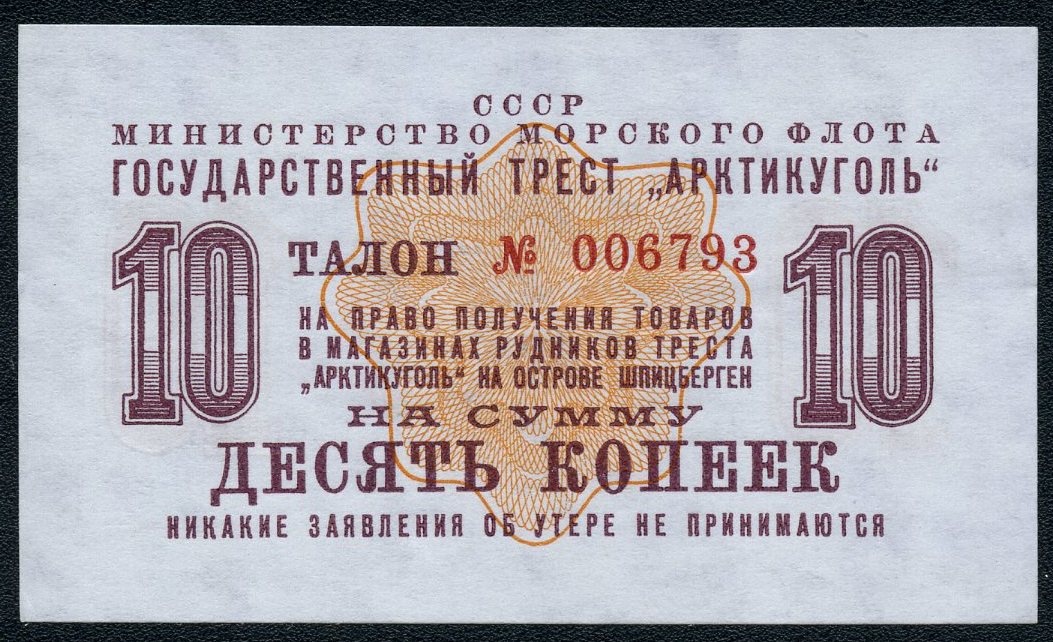 СССР
МИНИСТЕРСТВО МОРСКОГО ФЛОТА
ГОСУДАРСТВЕННЫЙ ТРЕСТ „АРКТИКУГОЛЬ“
10 ТАЛОН № 006793 10
НА ПРАВО ПОЛУЧЕНИЯ ТОВАРОВ
В МАГАЗИНАХ РУДНИКОВ ТРЕСТА
„АРКТИКУГОЛЬ“ НА ОСТРОВЕ ШПИЦБЕРГЕН
НА СУММУ
ДЕСЯТЬ КОПЕЕК
НИКАКИЕ ЗАЯВЛЕНИЯ ОБ УТЕРЕ НЕ ПРИНИМАЮТСЯ